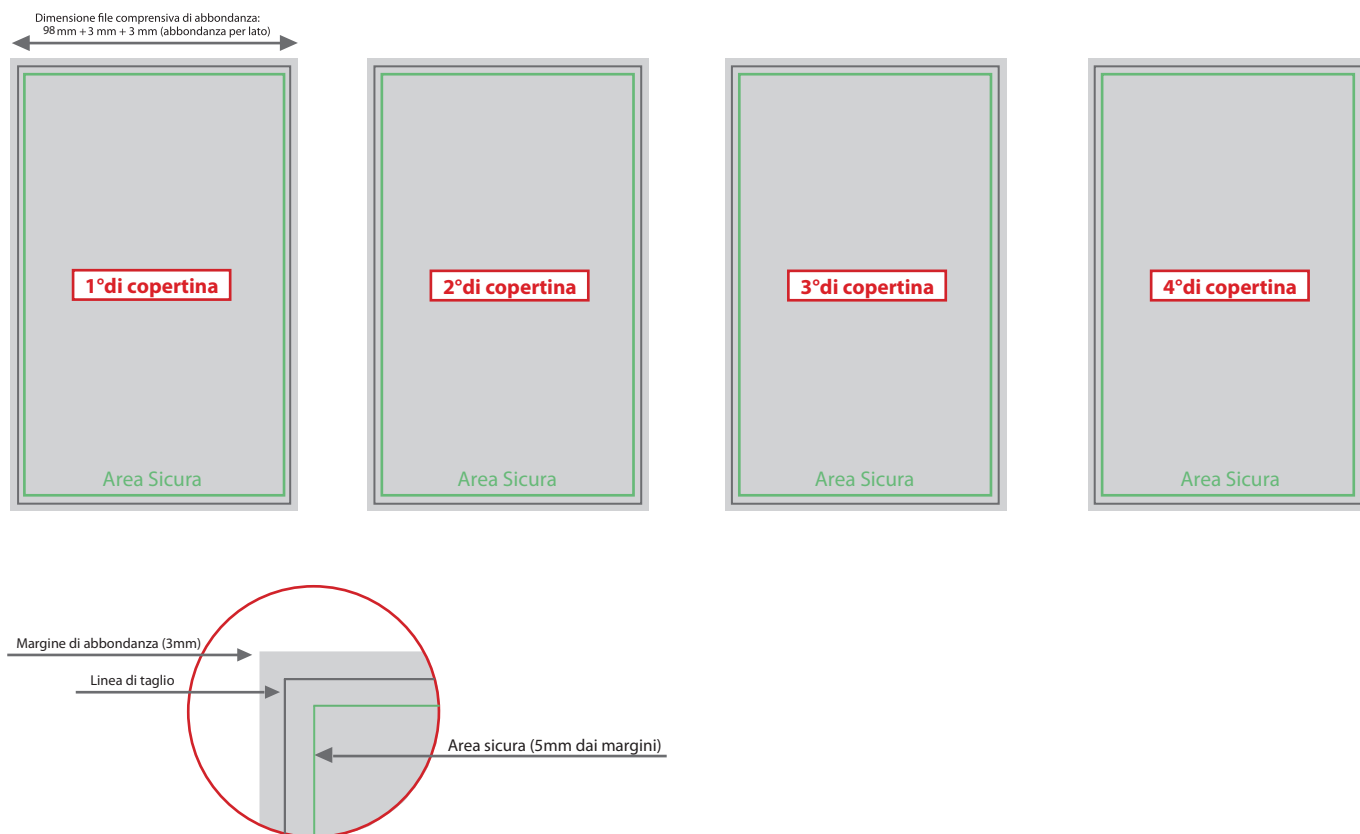 Dimensione file comprensiva di abbondanza:
98 mm + 3 mm + 3 mm (abbondanza per lato)
1°di copertina
2°di copertina
3°di copertina
4°di copertina
Area Sicura
Area Sicura
Area Sicura
Area Sicura
Margine di abbondanza (3mm)
Linea di taglio
Area sicura (5mm dai margini)